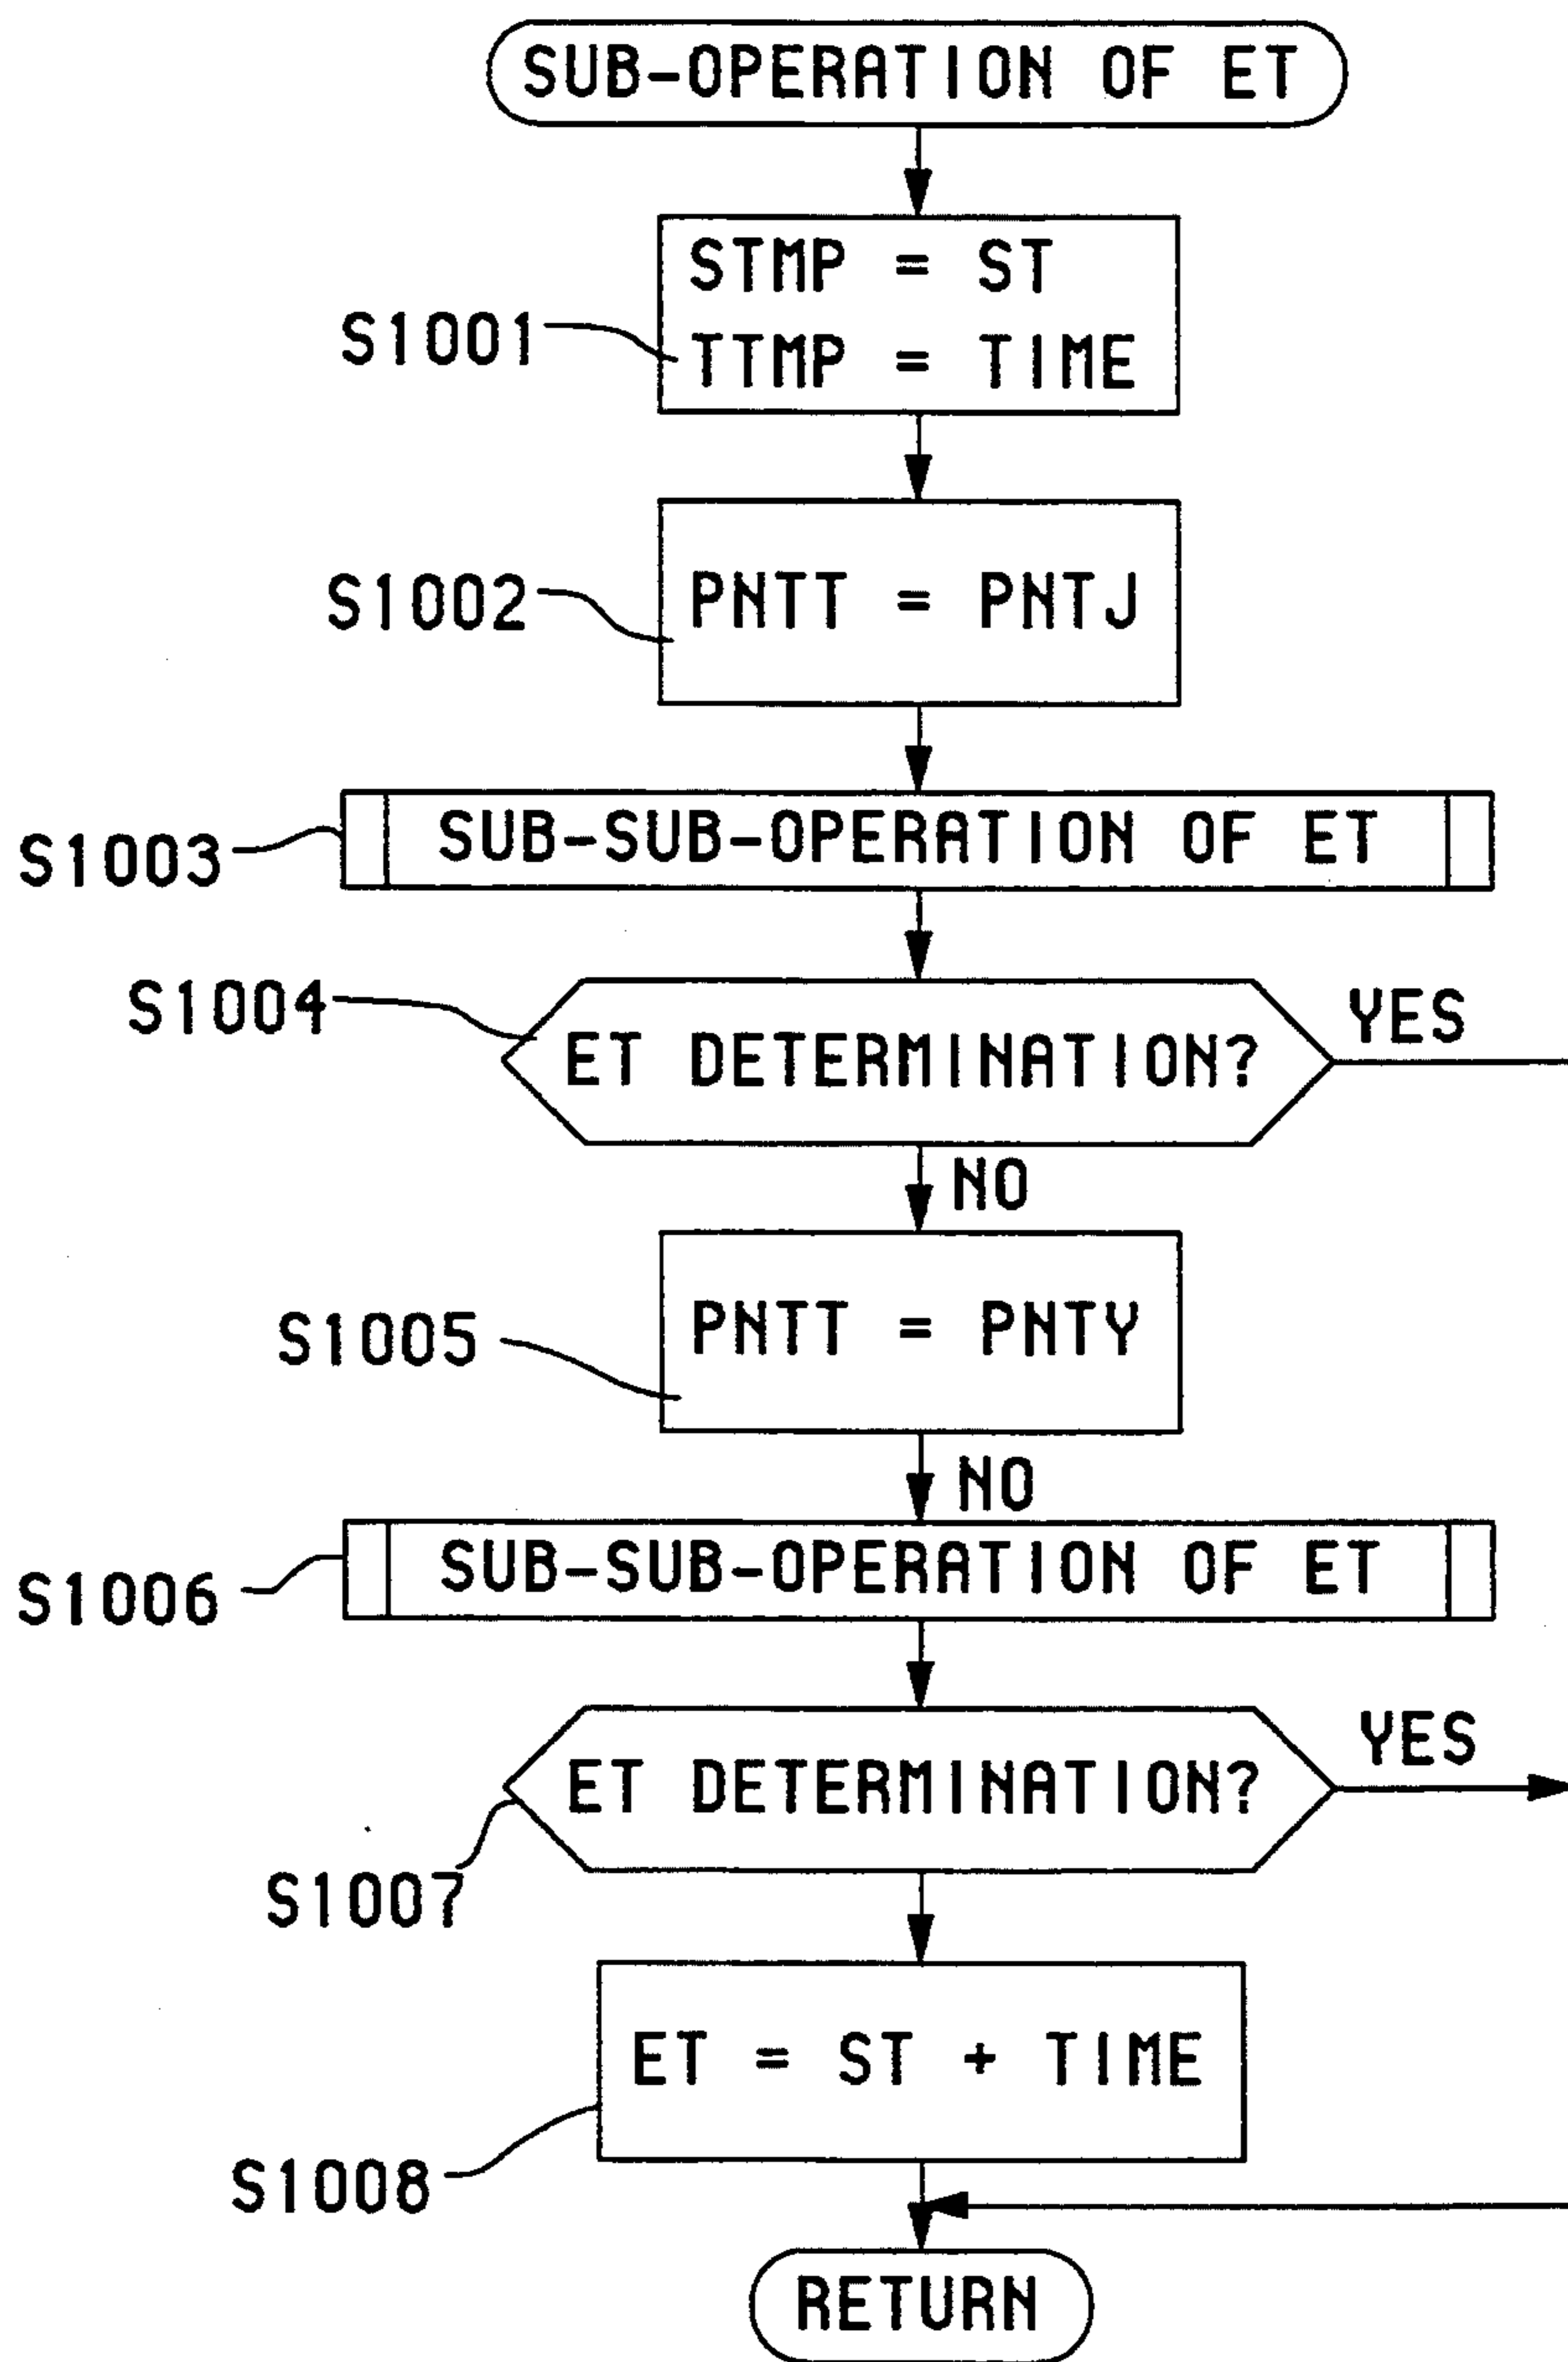 SUB-OPERATION OF ET
STMP = ST
S1001
TTMP = TIME
S1002
PNTT = PNTJ
S1003
SUB-SUB-OPERATION OF ET
S1004
ET DETERMINATION?
YES
NO
S1005
PNTT = PNTY
NO
S1006
SUB-SUB-OPERATION OF ET
ET DETERMINATION?
YES
S1007
ET = ST + TIME
S1008
RETURN